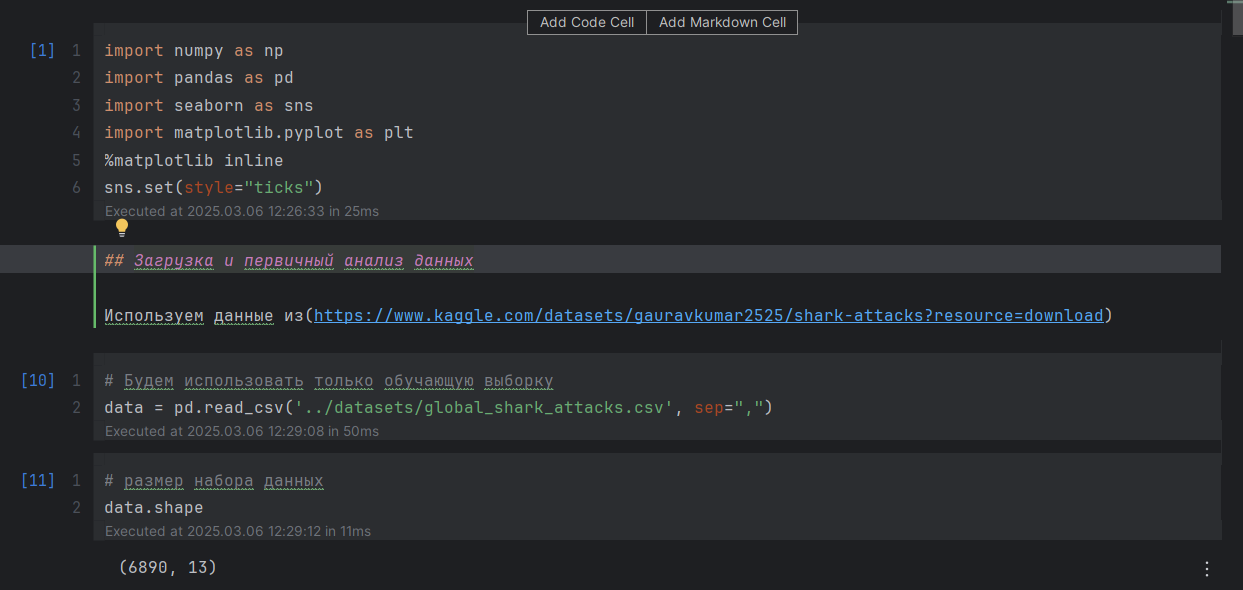 Add Code Cell Add Markdown Cell
[1] 1 import numpy as np
2 import pandas as pd
3 import seaborn as sns
4 import matplotlib.pyplot as plt
5 %matplotlib inline
6 sns.set(style="ticks")
Executed at 2025.03.06 12:26:33 in 25ms
## Загрузка и первичный анализ данных
Используем данные из(https://www.kaggle.com/datasets/gauravkumar2525/shark-attacks?resource=download)
[10] 1 # Будем использовать только обучающую выборку
2 data = pd.read_csv('../datasets/global_shark_attacks.csv', sep=",")
Executed at 2025.03.06 12:29:08 in 50ms
[11] 1 # размер набора данных
2 data.shape
Executed at 2025.03.06 12:29:12 in 11ms
(6890, 13)